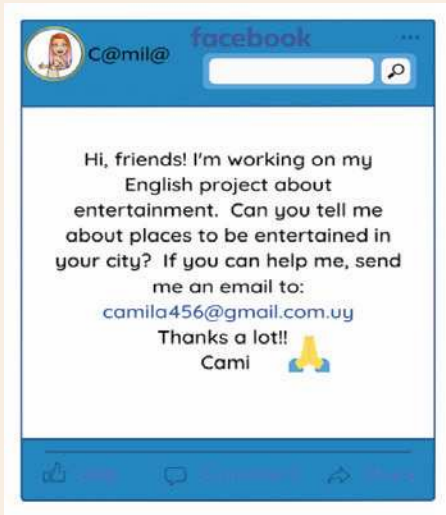 C@mil@
facebook
Hi, friends! I'm working on my
English project about
entertainment. Can you tell me
about places to be entertained in
your city? If you can help me, send
me an email to:
camila456@gmail.com.uy
Thanks a lot!!
Cami
Comment
Share